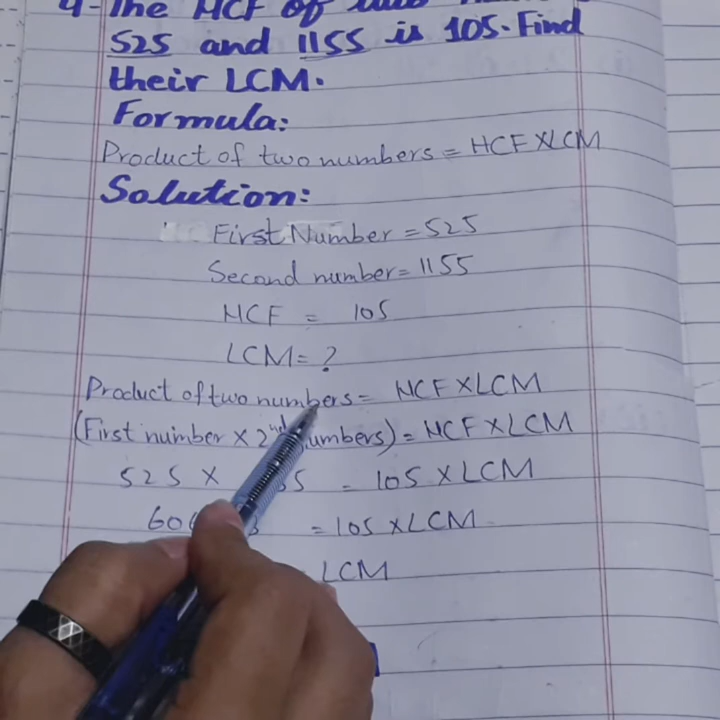 4- The HCF of two
525 and 1155 is 105. Find
their LCM.
Formula:
Product of two numbers = HCF X LCM
Solution:
First Number = 525
Second number = 1155
HCF = 105
LCM = ?
Product of two numbers = HCF X LCM
(First number X 2nd numbers) = HCF X LCM
525 X = 105 X LCM
= 105 X LCM
LCM